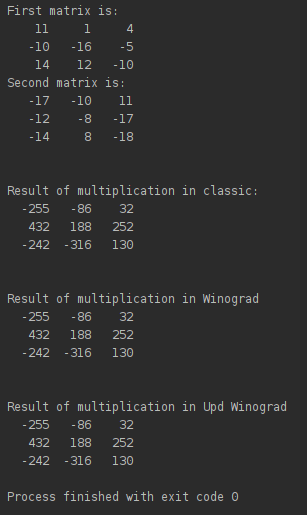 First matrix is:
11 1 4
-10 -16 -5
14 12 -10
Second matrix is:
-17 -10 11
-12 -8 -17
-14 8 -18
Result of multiplication in classic:
-255 -86 32
432 188 252
-242 -316 130
Result of multiplication in Winograd
-255 -86 32
432 188 252
-242 -316 130
Result of multiplication in Upd Winograd
-255 -86 32
432 188 252
-242 -316 130
Process finished with exit code 0